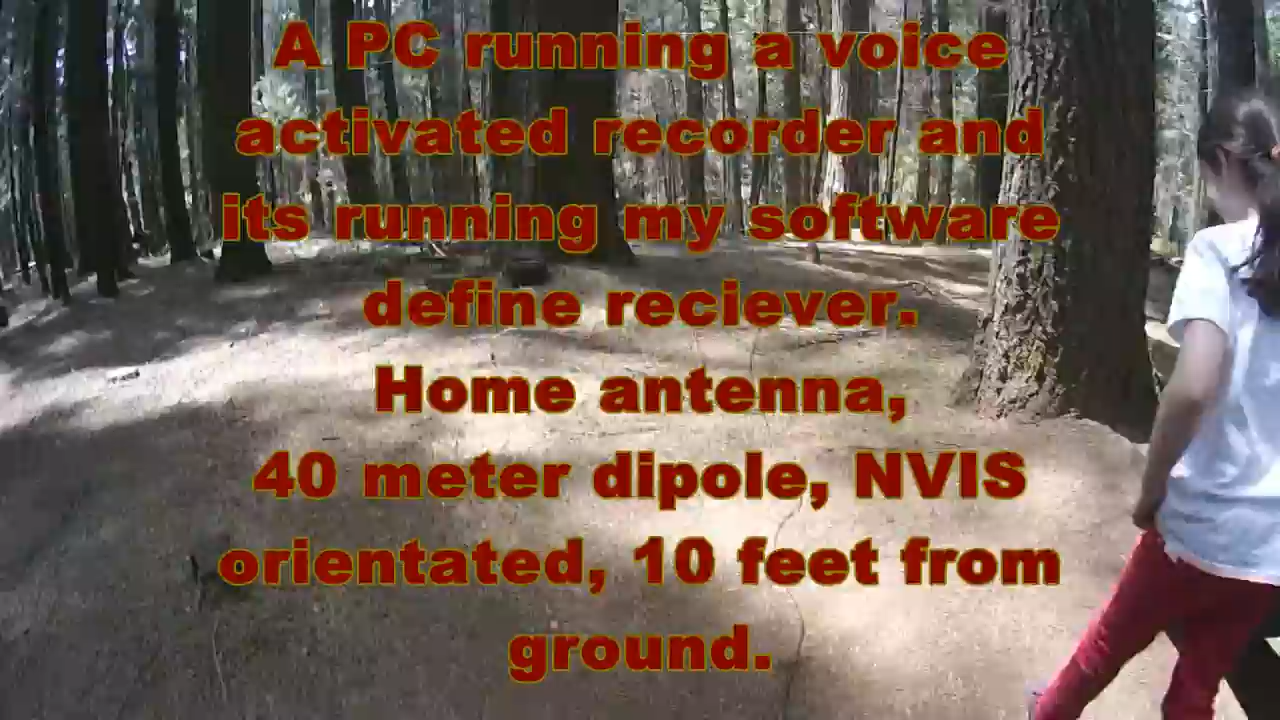 A PC running a voice
activated recorder and
its running my software
define reciever.
Home antenna,
40 meter dipole, NVIS
orientated, 10 feet from
ground.